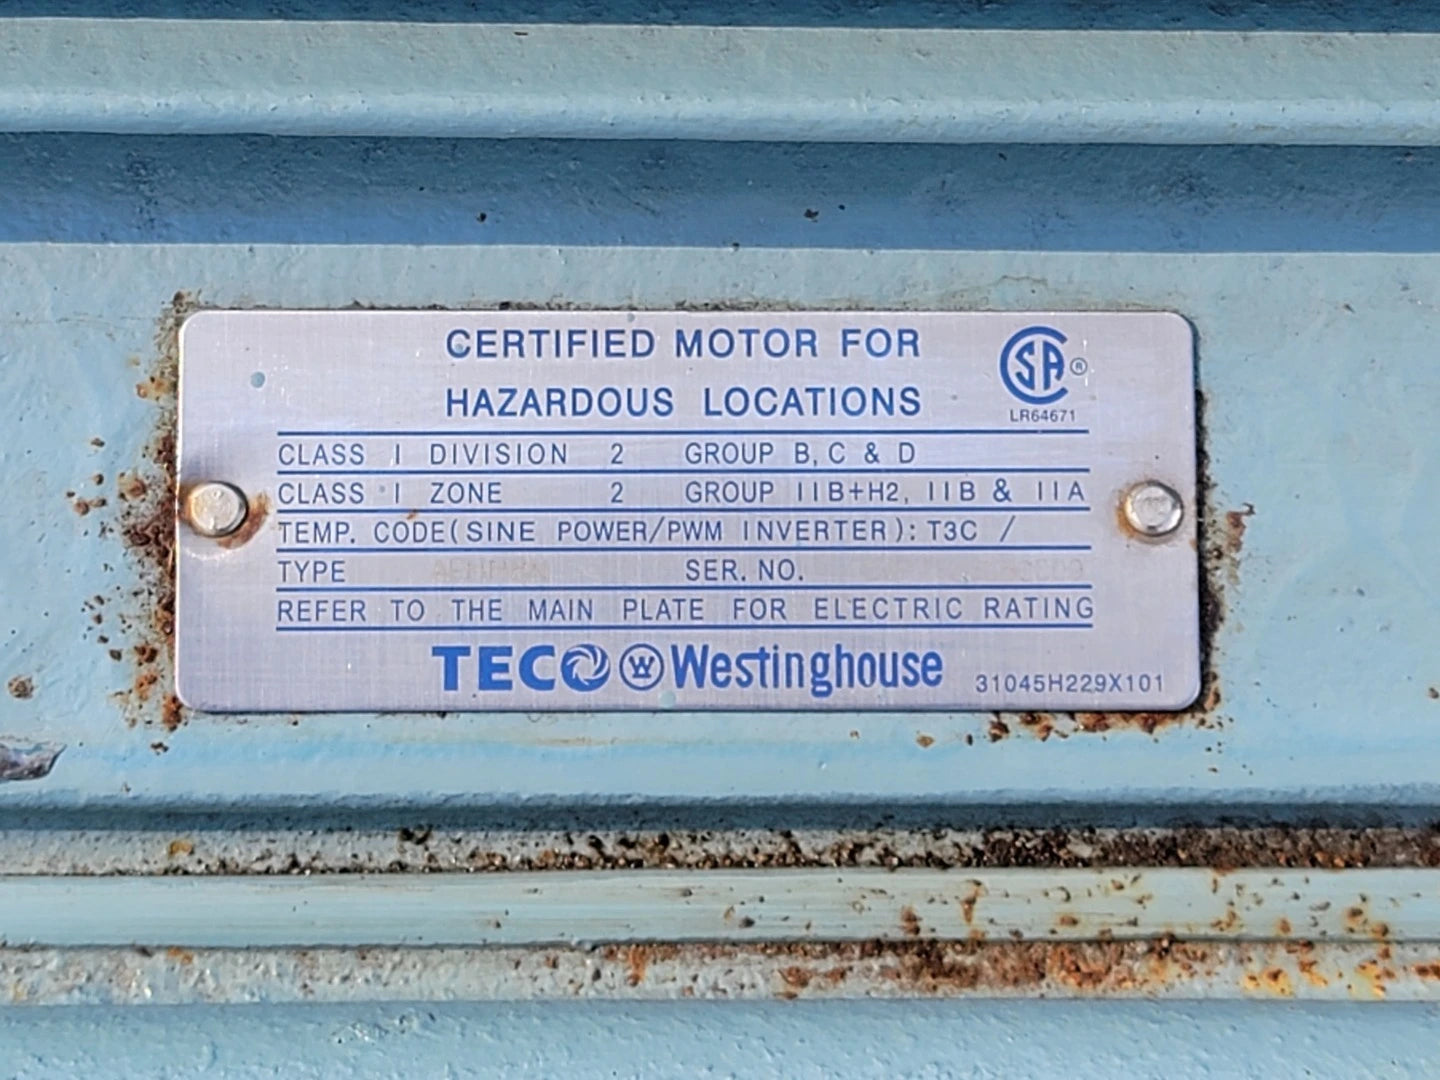 CERTIFIED MOTOR FOR
HAZARDOUS LOCATIONS
SA ®
LR64671
CLASS I DIVISION 2 GROUP B, C & D
CLASS I ZONE 2 GROUP IIB+H2, IIB & IIA
TEMP. CODE(SINE POWER/PWM INVERTER): T3C /
TYPE SER. NO.
REFER TO THE MAIN PLATE FOR ELECTRIC RATING
TECO W Westinghouse
31045H229X101